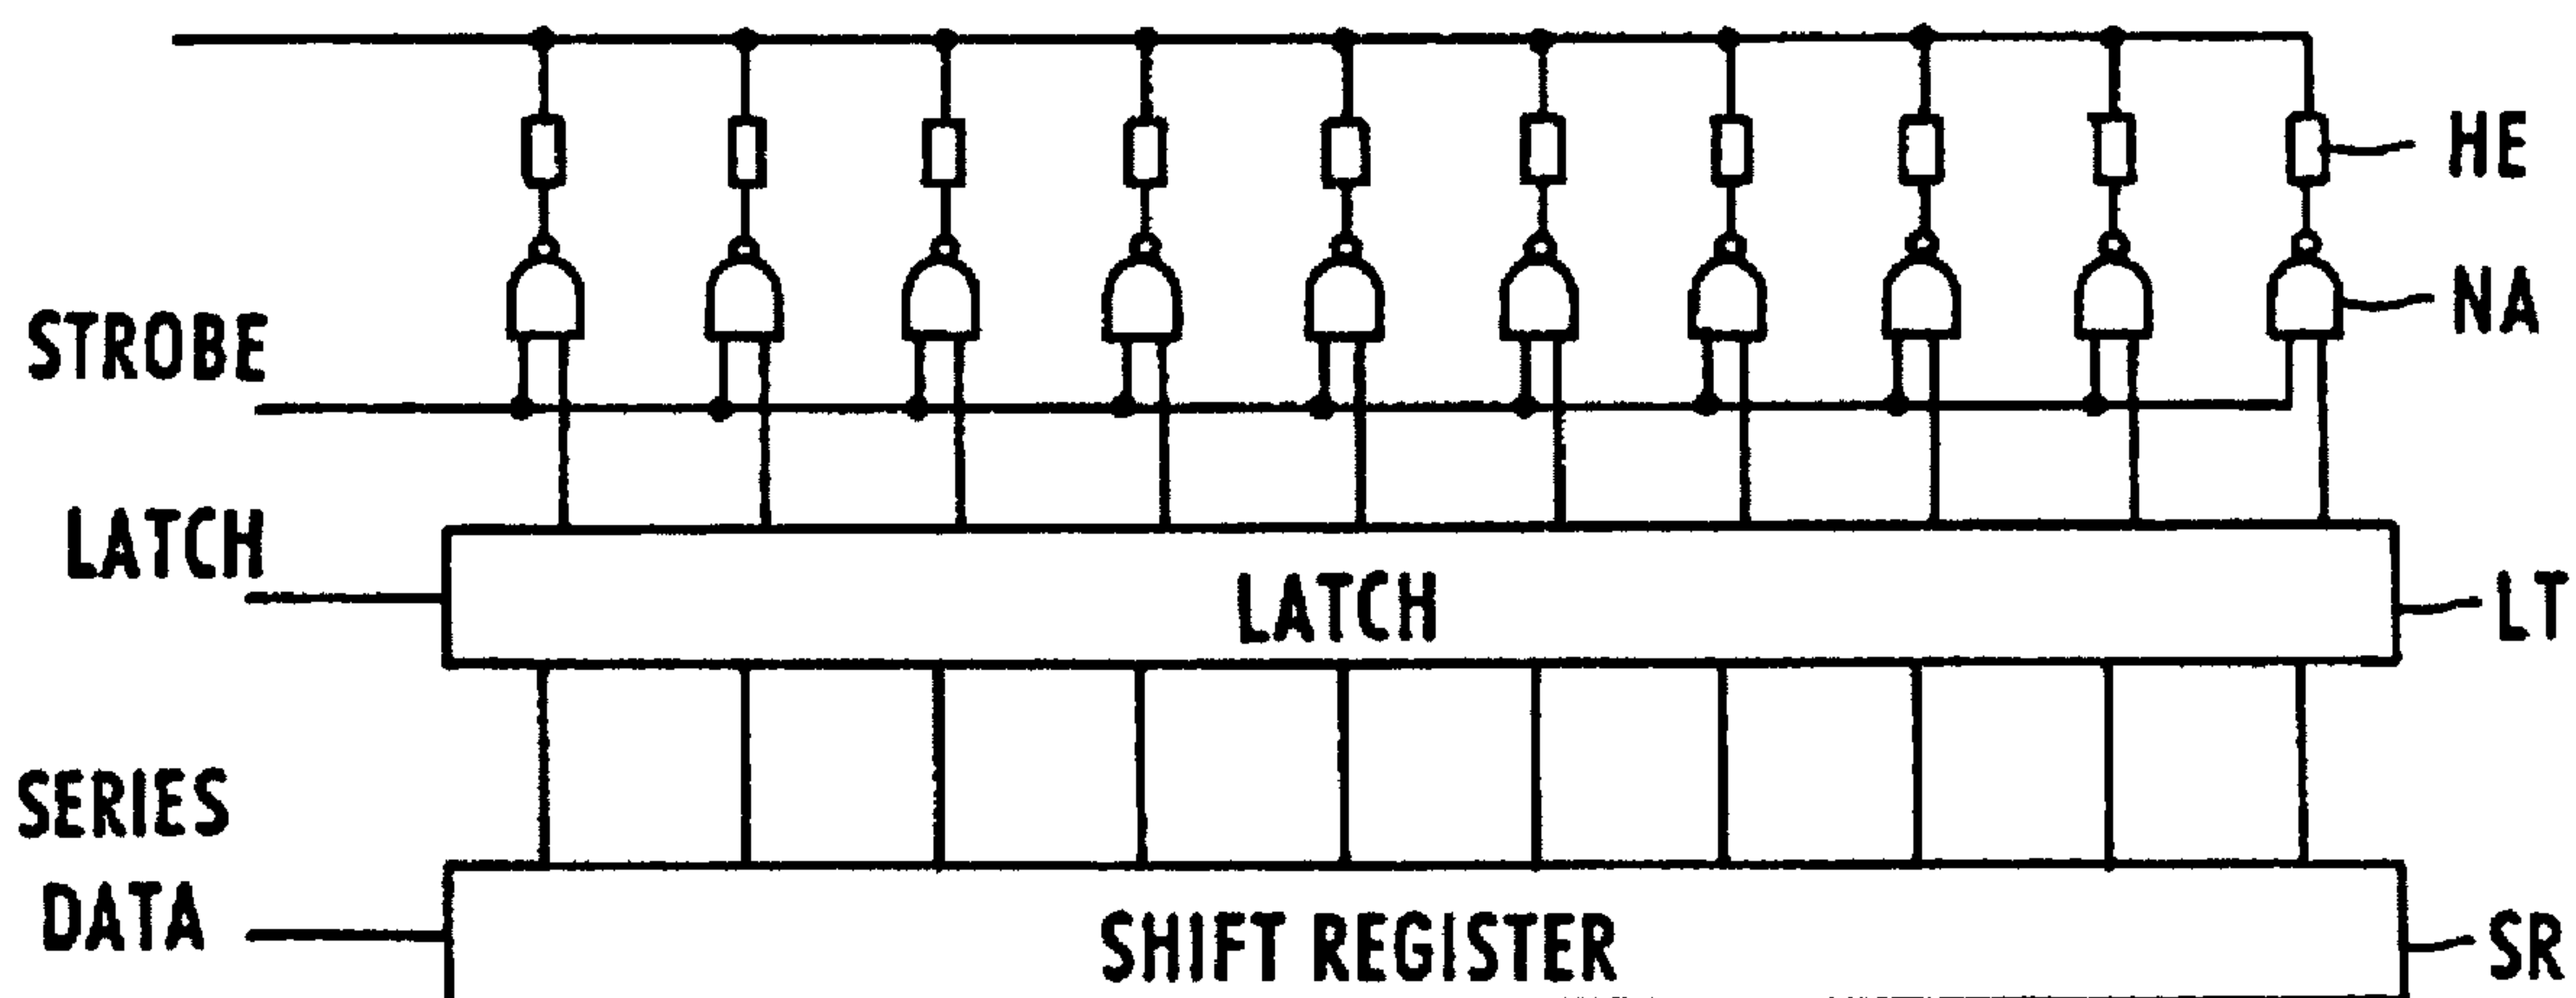 HE
NA
STROBE
LATCH
LATCH
LT
SERIES
DATA
SHIFT REGISTER
SR